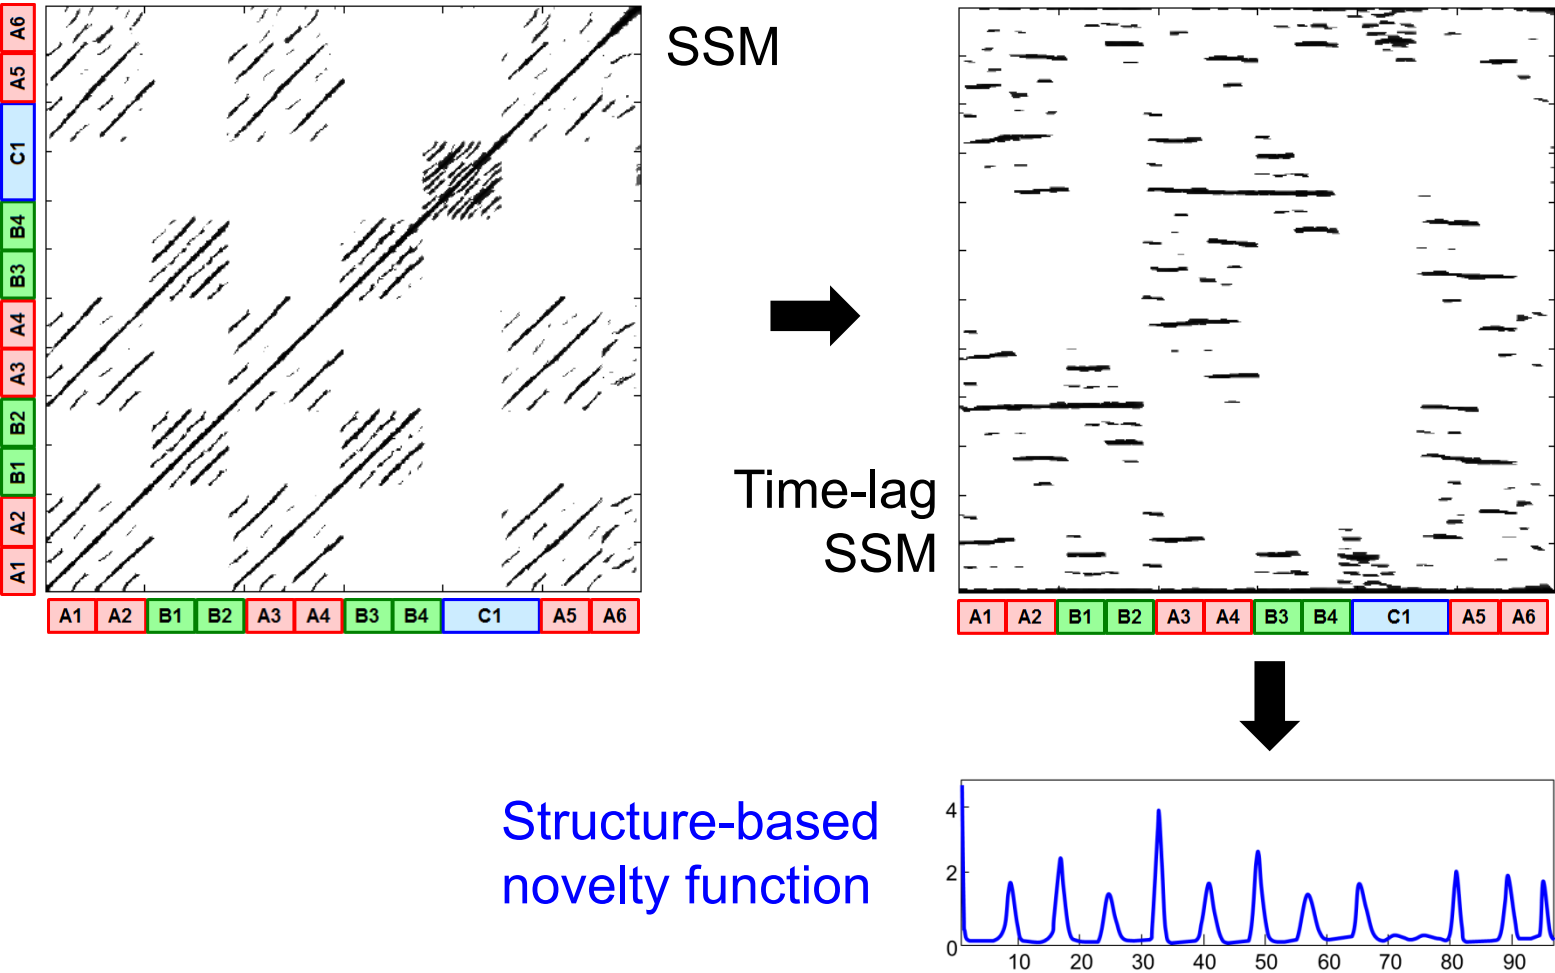 SSM
A6
A5
C1
B4
B3
A4
A3
B2
B1
A2
A1
A1 A2 B1 B2 A3 A4 B3 B4 C1 A5 A6
Time-lag
SSM
A1 A2 B1 B2 A3 A4 B3 B4 C1 A5 A6
Structure-based
novelty function
4
2
0
10 20 30 40 50 60 70 80 90